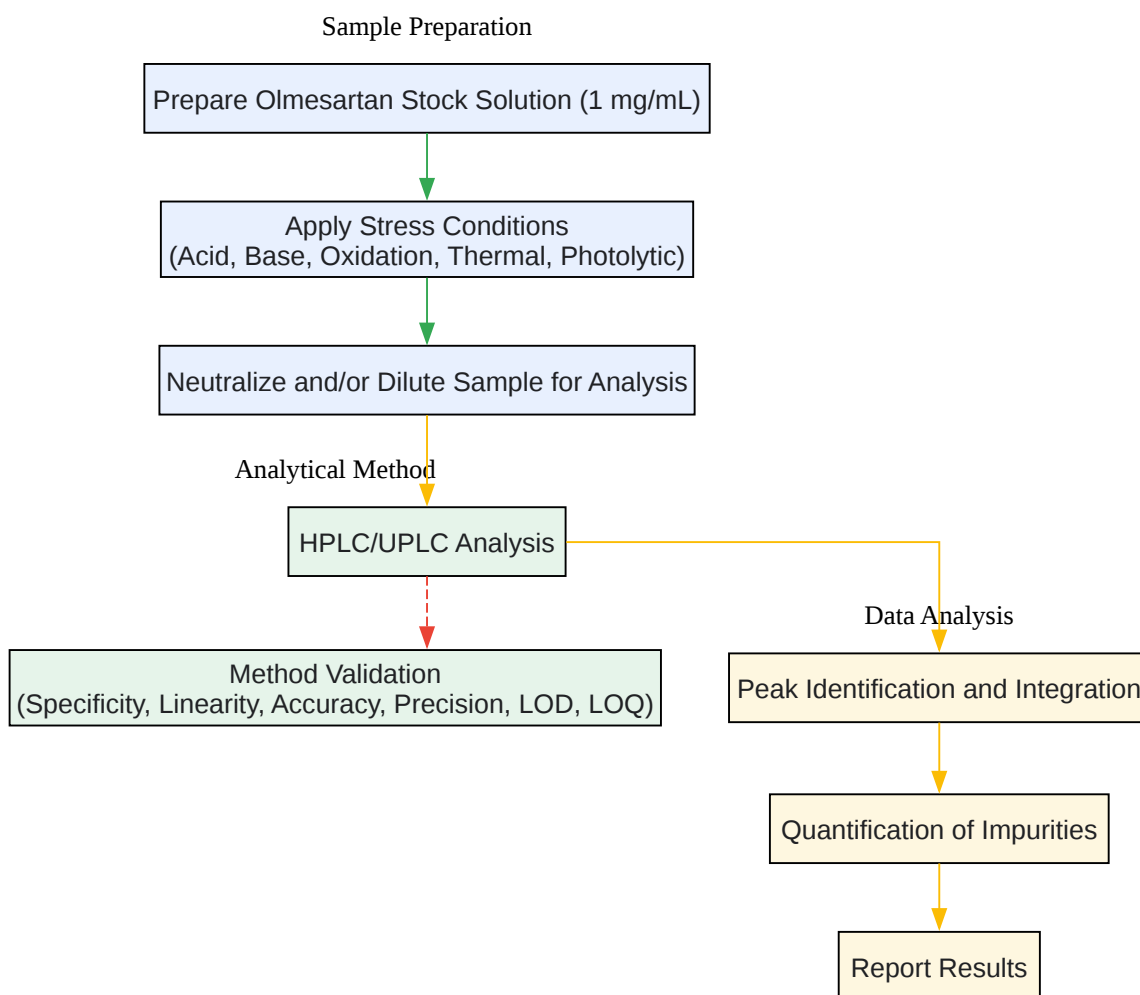 Sample Preparation
Prepare Olmesartan Stock Solution (1 mg/mL)
Apply Stress Conditions
(Acid, Base, Oxidation, Thermal, Photolytic)
Neutralize and/or Dilute Sample for Analysis
Analytical Method
HPLC/UPLC Analysis
Method Validation
(Specificity, Linearity, Accuracy, Precision, LOD, LOQ)
Data Analysis
Peak Identification and Integration
Quantification of Impurities
Report Results